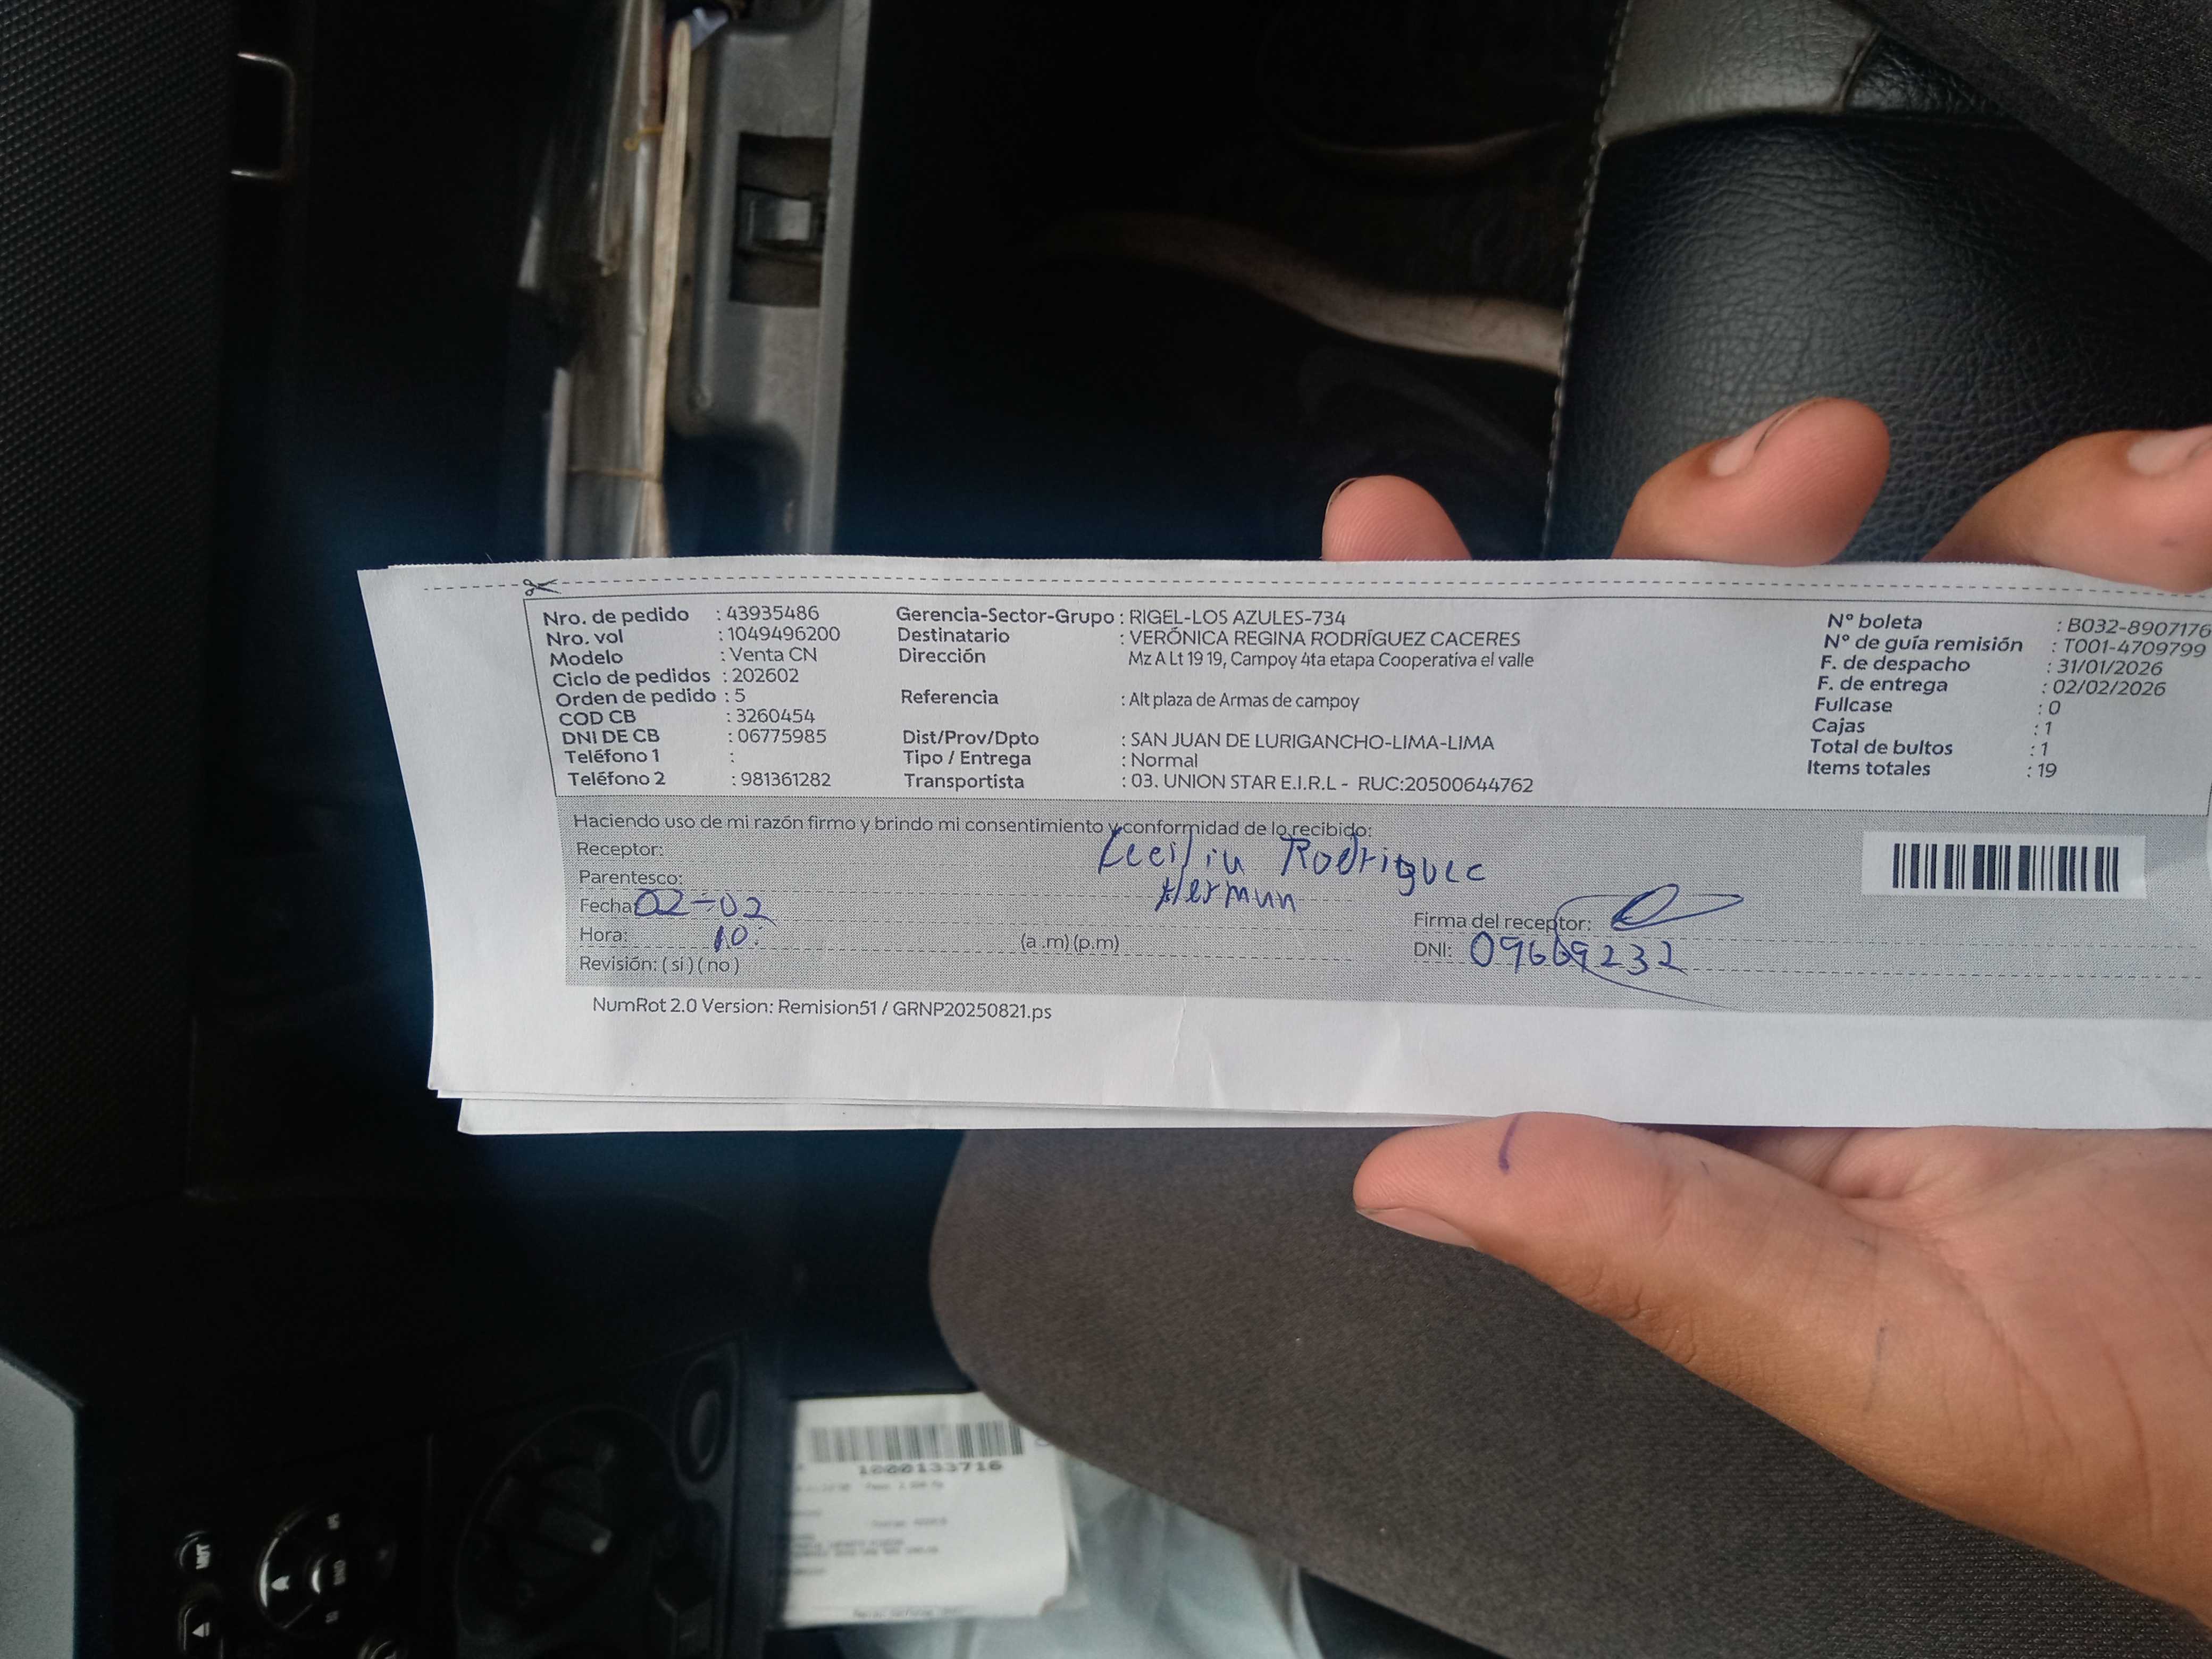 Nro. de pedido : 43935486 Gerencia-Sector-Grupo : RIGEL-LOS AZULES-734 Nº boleta : B032-8907176
Nro. vol : 1049496200 Destinatario : VERÓNICA REGINA RODRÍGUEZ CACERES Nº de guía remisión : T001-4709799
Modelo : Venta CN Dirección Mz A Lt 19 19, Campoy 4ta etapa Cooperativa el valle F. de despacho : 31/01/2026
Ciclo de pedidos : 202602 F. de entrega : 02/02/2026
Orden de pedido : 5 Referencia : Alt plaza de Armas de campoy Fullcase : 0
COD CB : 3260454 Cajas : 1
DNI DE CB : 06775985 Dist/Prov/Dpto : SAN JUAN DE LURIGANCHO-LIMA-LIMA Total de bultos : 1
Teléfono 1 : Tipo / Entrega : Normal Items totales : 19
Teléfono 2 : 981361282 Transportista : 03. UNION STAR E.I.R.L - RUC:20500644762
Haciendo uso de mi razón firmo y brindo mi consentimiento y conformidad de lo recibido:
Receptor: Cecilia Rodriguez
Parentesco: Herman
Fecha: 02-02 Firma del receptor:
Hora: 10: (a .m) (p.m) DNI: 09669232
Revisión: ( si ) ( no )
NumRot 2.0 Version: Remision51 / GRNP20250821.ps
1000133716